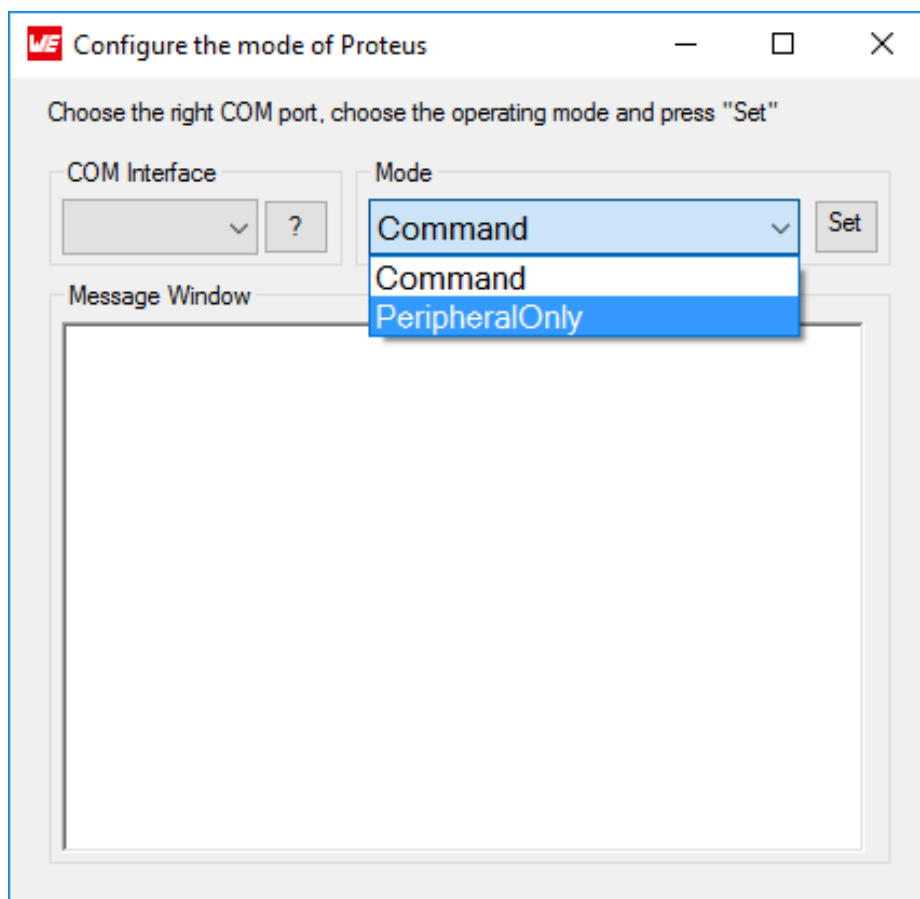 WE Configure the mode of Proteus
Choose the right COM port, choose the operating mode and press "Set"
COM Interface
?
Mode
Command
Set
Command
PeripheralOnly
Message Window